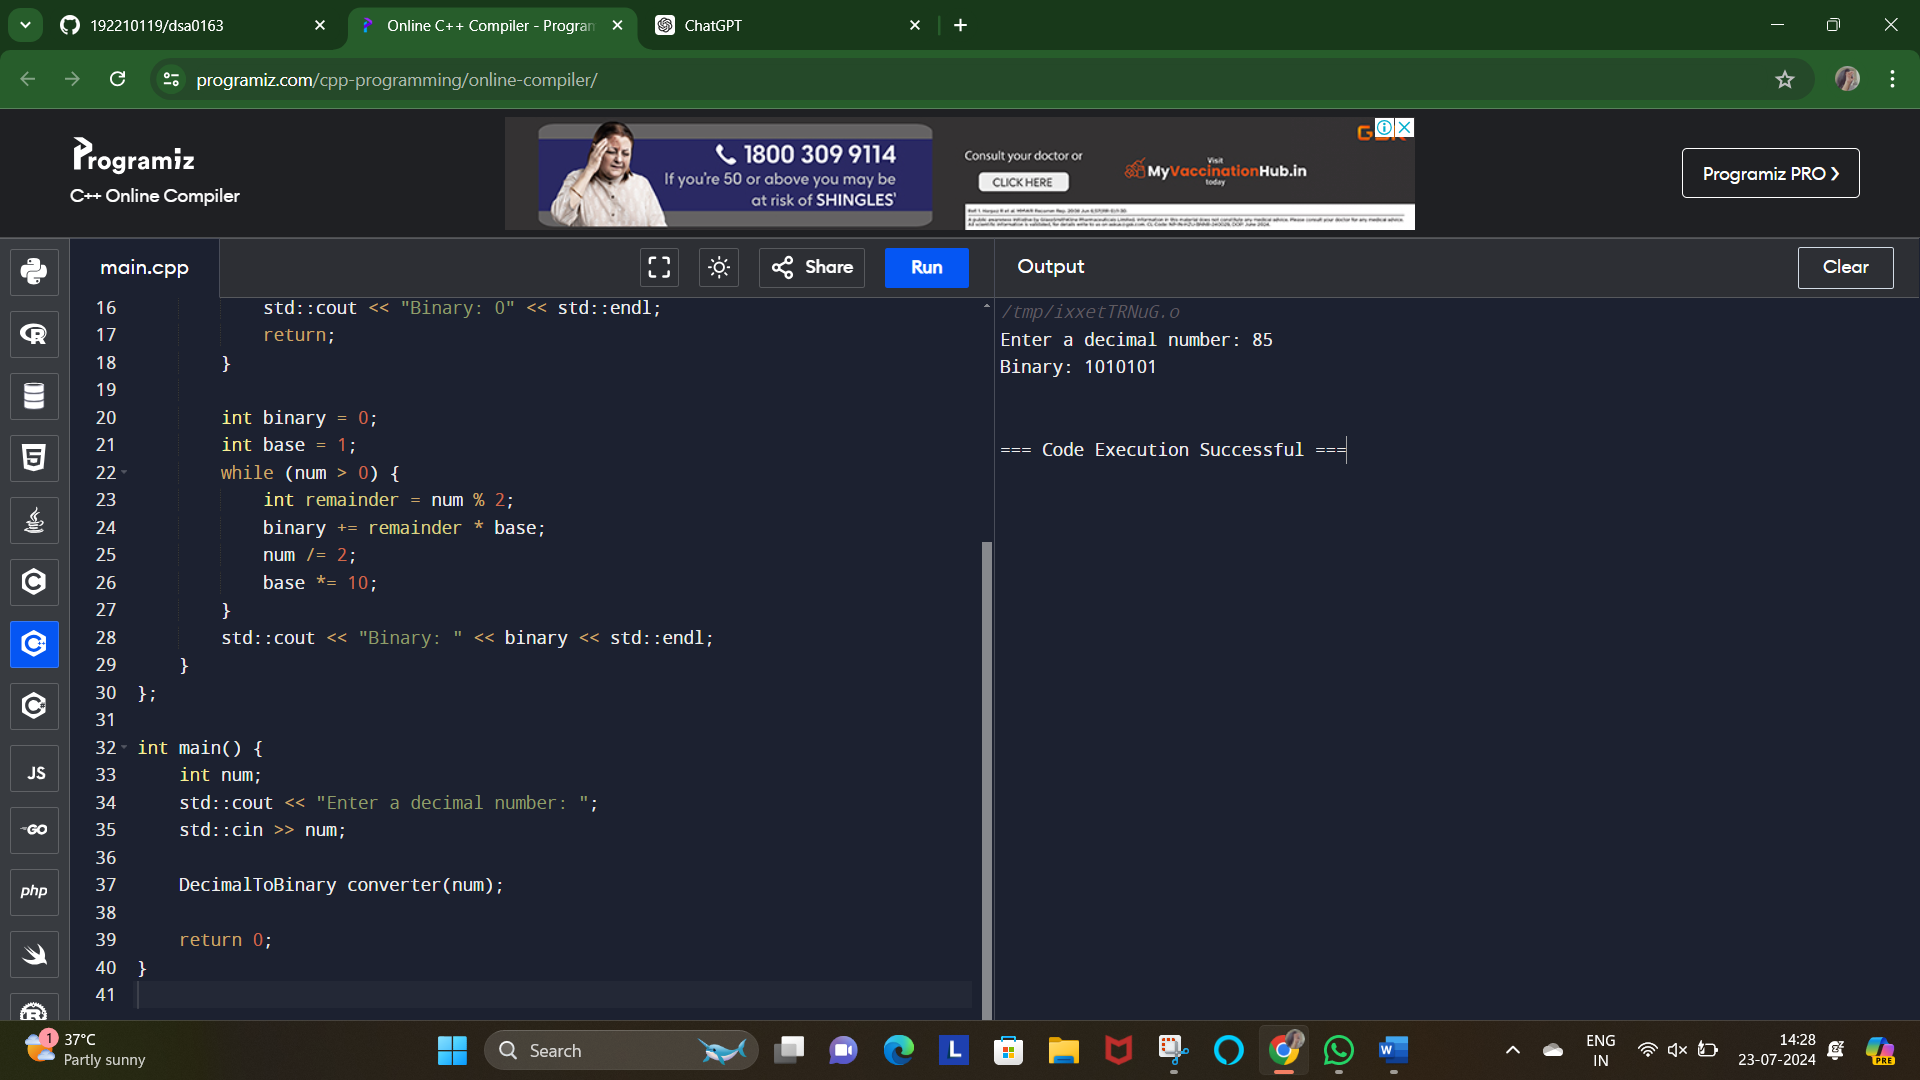 192210119/dsa0163
Online C++ Compiler - Progran
ChatGPT
programiz.com/cpp-programming/online-compiler/
Programiz
C++ Online Compiler
1800 309 9114
If you're 50 or above you may be
at risk of SHINGLES*
Consult your doctor or
CLICK HERE
Visit
MyVaccinationHub.in
today
Programiz PRO
main.cpp
Share
Run
Output
Clear
16 std::cout << "Binary: 0" << std::endl;
17 return;
18 }
19
20 int binary = 0;
21 int base = 1;
22 while (num > 0) {
23 int remainder = num % 2;
24 binary += remainder * base;
25 num /= 2;
26 base *= 10;
27 }
28 std::cout << "Binary: " << binary << std::endl;
29 }
30 };
31
32 int main() {
33 int num;
34 std::cout << "Enter a decimal number: ";
35 std::cin >> num;
36
37 DecimalToBinary converter(num);
38
39 return 0;
40 }
41
/tmp/ixxetTRNuG.o
Enter a decimal number: 85
Binary: 1010101
=== Code Execution Successful ===
JS
GO
php
1
37°C
Partly sunny
Search
L
W
ENG
IN
14:28
23-07-2024
PRE